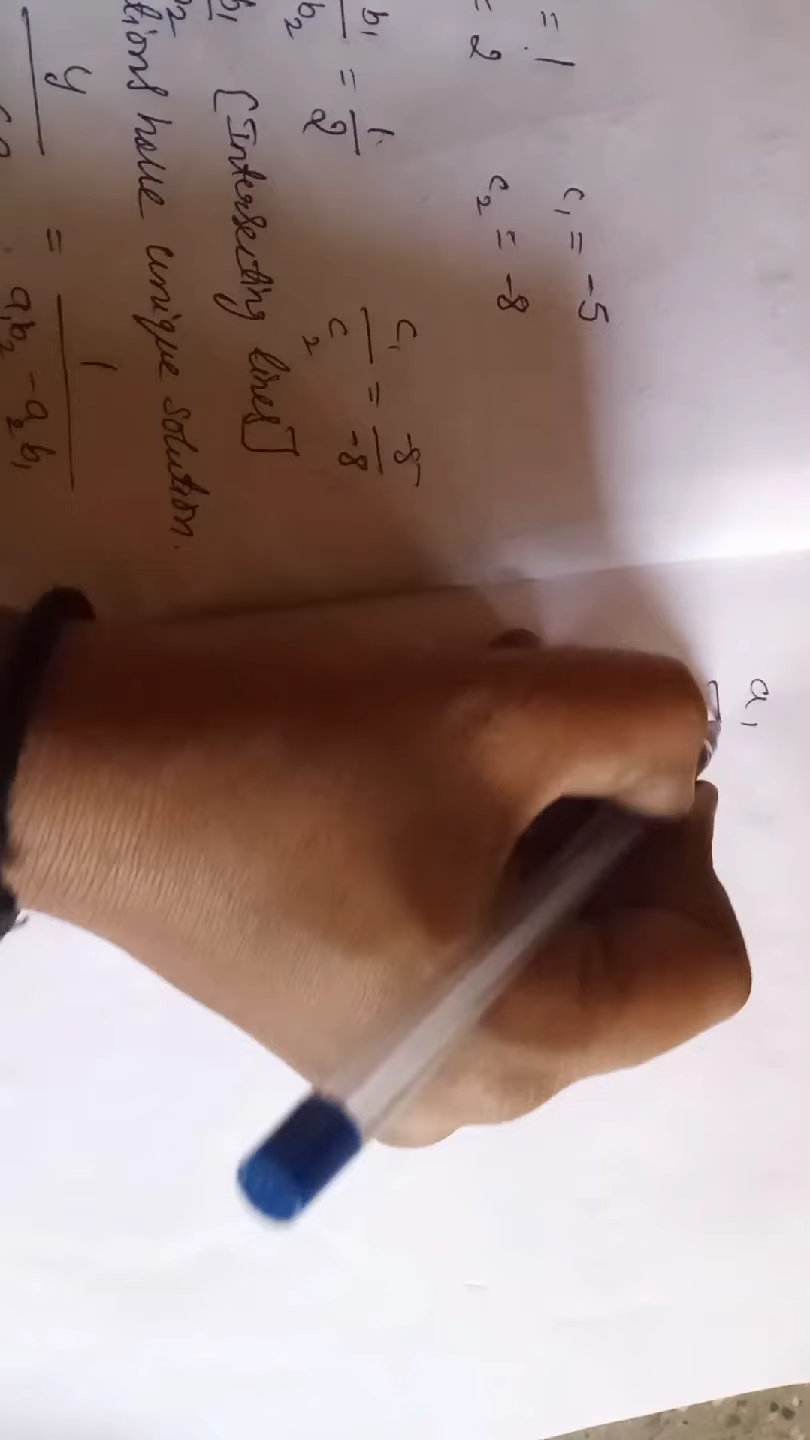 = 1 c₁ = -5
= 2 c₂ = -8
b₁/b₂ = 1/2 c₁/c₂ = -5/-8
b₁ [Intersecting lines]
b₂
tions have unique solution.
y = 1
a₁b₂ - a₂b₁
a₁